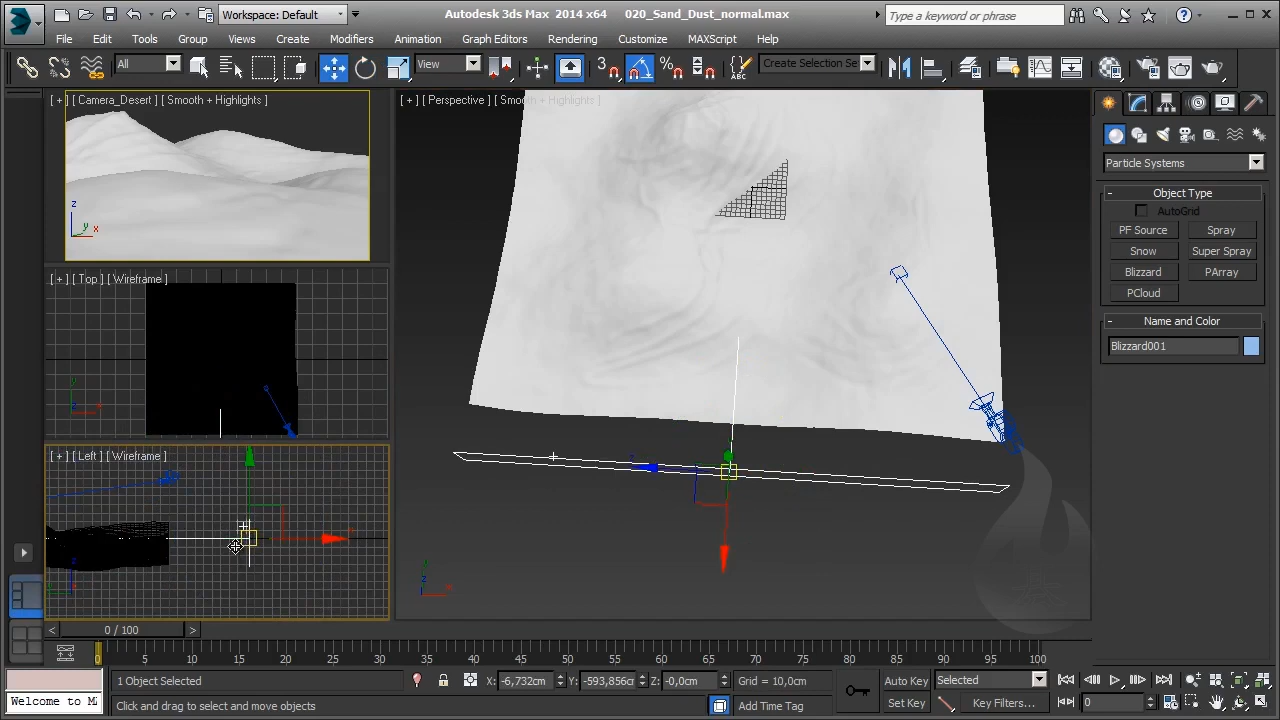 Workspace: Default
Autodesk 3ds Max 2014 x64 020_Sand_Dust_normal.max
Type a keyword or phrase
File Edit Tools Group Views Create Modifiers Animation Graph Editors Rendering Customize MAXScript Help
All
View
3
%
ABC
Create Selection Se
[ + ] [ Camera_Desert ] [ Smooth + Highlights ]
[ + ] [ Perspective ] [ Smooth + Highlights ]
[ + ] [ Top ] [ Wireframe ]
[ + ] [ Left ] [ Wireframe ]
Particle Systems
- Object Type
AutoGrid
PF Source Spray
Snow Super Spray
Blizzard PArray
PCloud
- Name and Color
Blizzard001
z
y
x
< 0 / 100 >
0 5 10 15 20 25 30 35 40 45 50 55 60 65 70 75 80 85 90 95 100
1 Object Selected
X: -6,732cm Y: -593,856cm Z: -0,0cm Grid = 10,0cm
Auto Key Selected
Welcome to M
Click and drag to select and move objects
Add Time Tag
Set Key Key Filters...
0